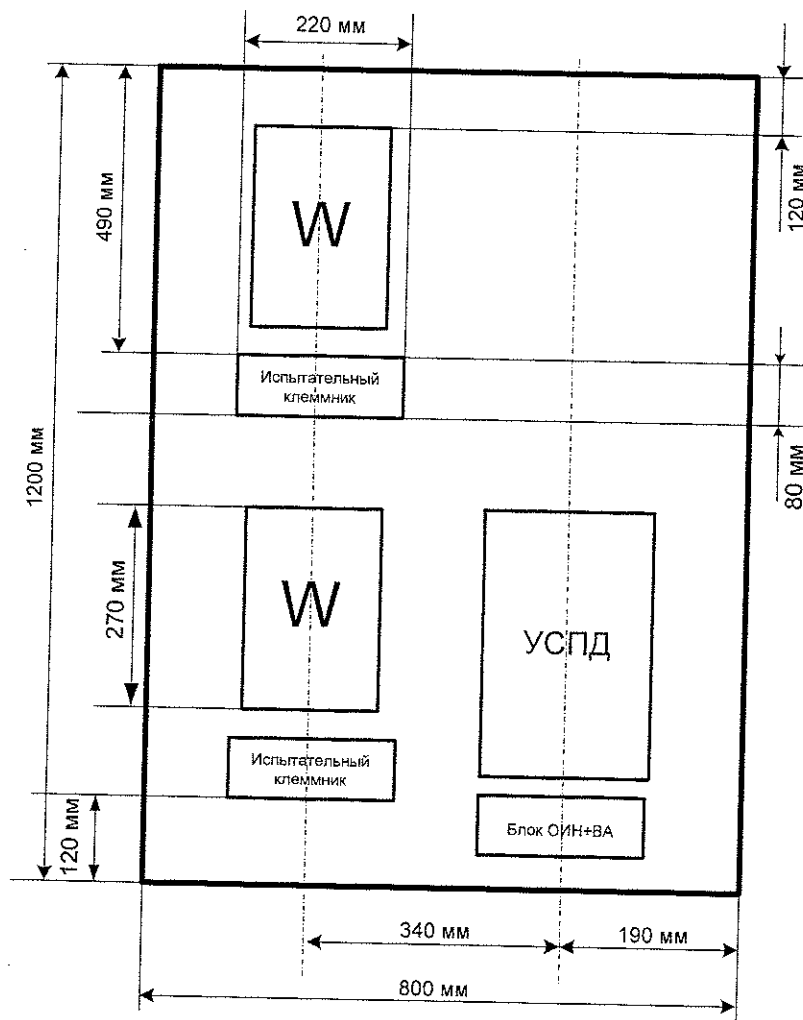 220 мм
490 мм
120 мм
W
Испытательный
клеммник
1200 мм
80 мм
270 мм
W
УСПД
Испытательный
клеммник
Блок ОИН+ВА
120 мм
340 мм
190 мм
800 мм